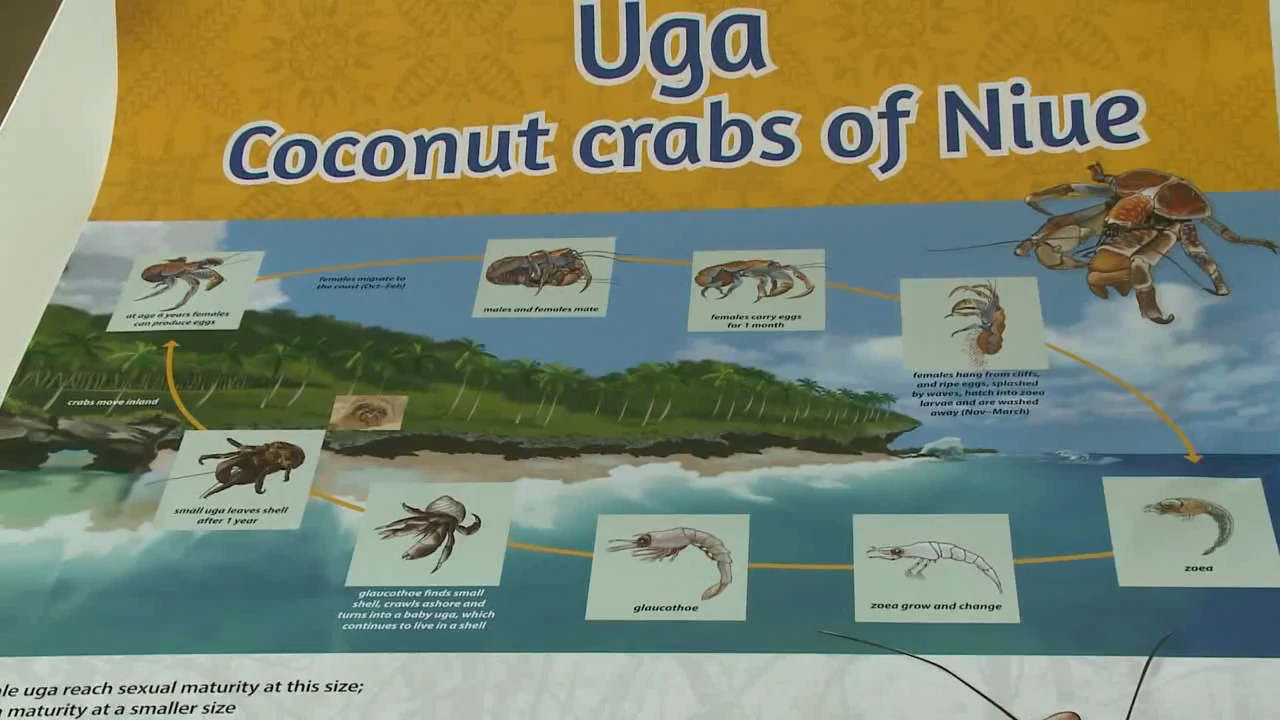 Uga
Coconut crabs of Niue
at age 6 years females
can produce eggs
females migrate to
the coast (Oct–Feb)
males and females mate
females carry eggs
for 1 month
females hang from cliffs,
and ripe eggs, splashed
by waves, hatch into zoea
larvae and are washed
away (Nov–March)
crabs move inland
small uga leaves shell
after 1 year
glaucothoe finds small
shell, crawls ashore and
turns into a baby uga, which
continues to live in a shell
glaucothoe
zoea grow and change
zoea
uga reach sexual maturity at this size;
maturity at a smaller size